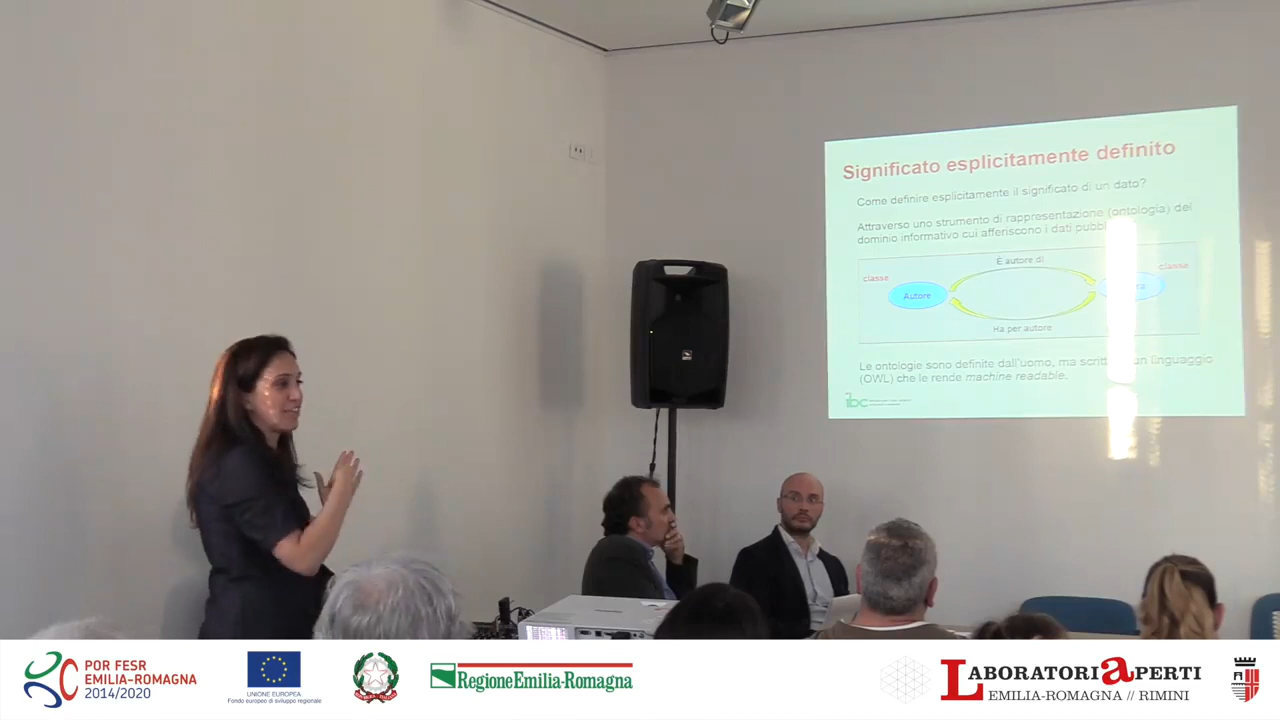 Significato esplicitamente definito
Come definire esplicitamente il significato di un dato?
Attraverso uno strumento di rappresentazione (ontologia) del
dominio informativo cui afferiscono i dati
È autore di
classe
classe
Autore
Ha per autore
Le ontologie sono definite dall'uomo, ma un linguaggio
(OWL) che le rende machine readable.
ibc
POR FESR
EMILIA-ROMAGNA
2014/2020
UNIONE EUROPEA
Fondo europeo di sviluppo regionale
RegioneEmilia-Romagna
LABORATORI APERTI
EMILIA-ROMAGNA // RIMINI